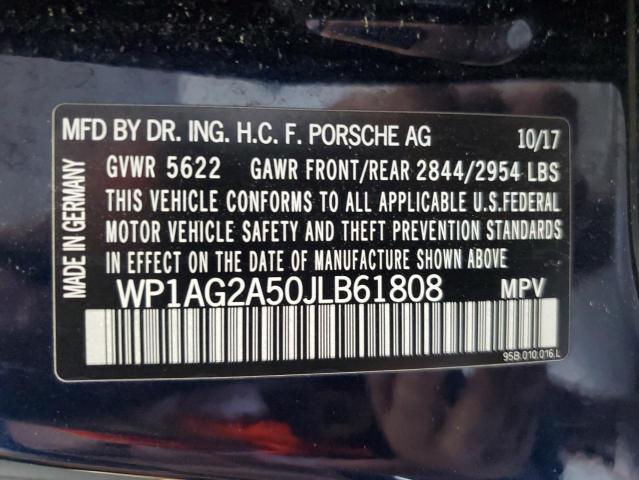 MFD BY DR. ING. H.C. F. PORSCHE AG 10/17
GVWR 5622 GAWR FRONT/REAR 2844/2954 LBS
THIS VEHICLE CONFORMS TO ALL APPLICABLE U.S.FEDERAL
MOTOR VEHICLE SAFETY AND THEFT PREVENTION STANDARDS
IN EFFECT ON THE DATE OF MANUFACTURE SHOWN ABOVE
WP1AG2A50JLB61808 MPV
95B.010.016.L
MADE IN GERMANY